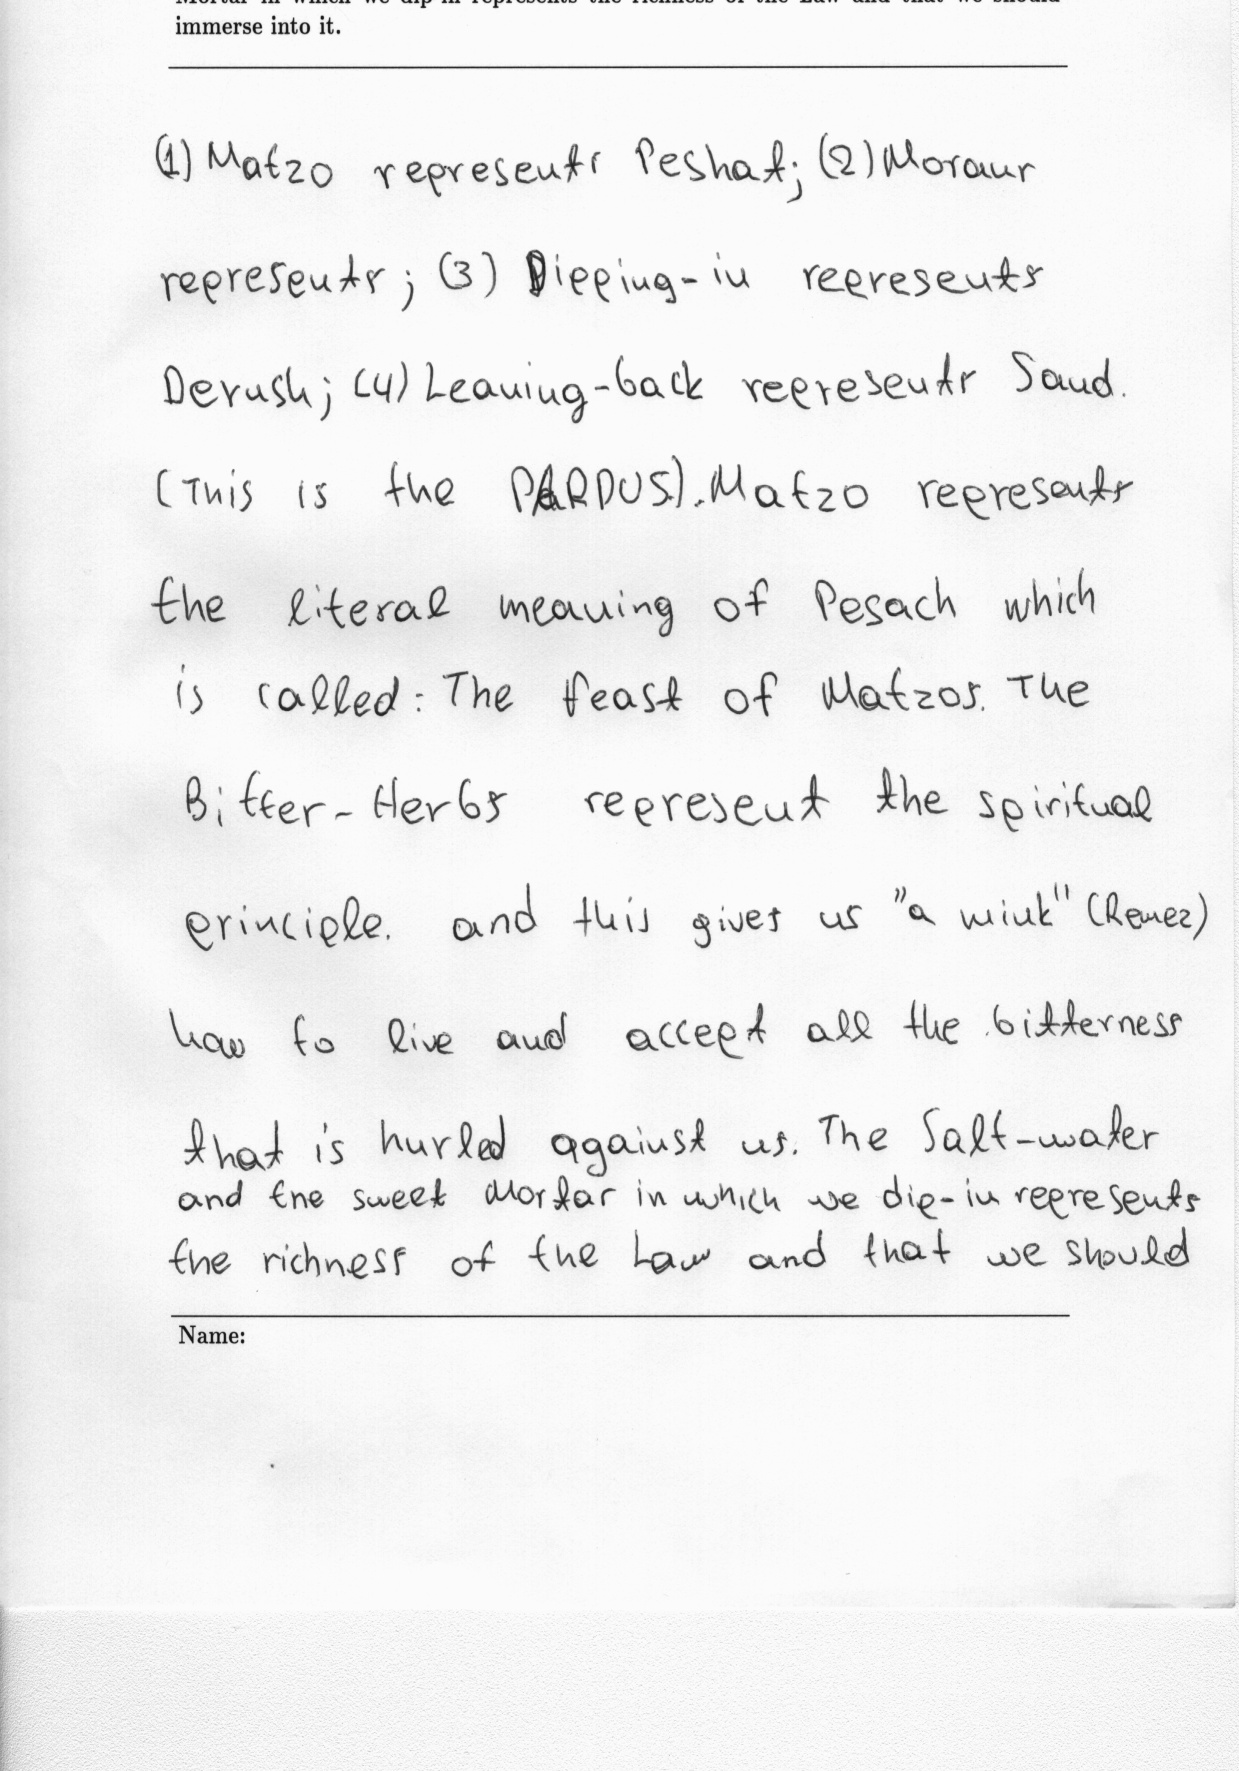 Mortar in which we dip-in represents the richness of the Law and that we should
immerse into it.
(1) Matzo represents Peshat; (2) Moraur
represents; (3) Dipping-in represents
Derush; (4) Leaning-back represents Saud.
(This is the PARDUS). Matzo represents
the literal meaning of Pesach which
is called: The feast of Matzos. The
Bitter-Herbs represent the spiritual
principle. and this gives us "a wink" (Remez)
how to live and accept all the bitterness
that is hurled against us. The Salt-water
and the sweet Mortar in which we dip-in represents
the richness of the Law and that we should
Name: